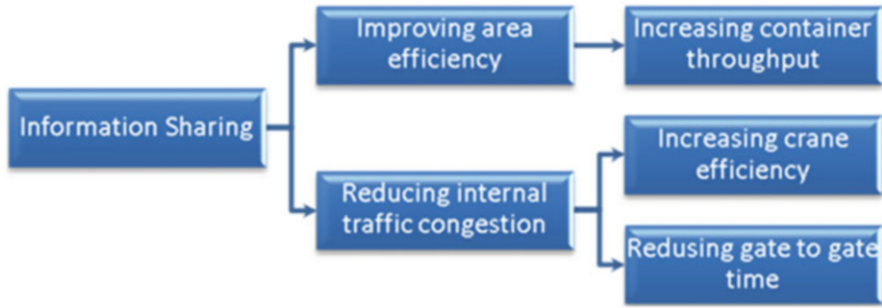 Improving area
efficiency
Increasing container
throughput
Information Sharing
Reducing internal
traffic congestion
Increasing crane
efficiency
Redusing gate to gate
time